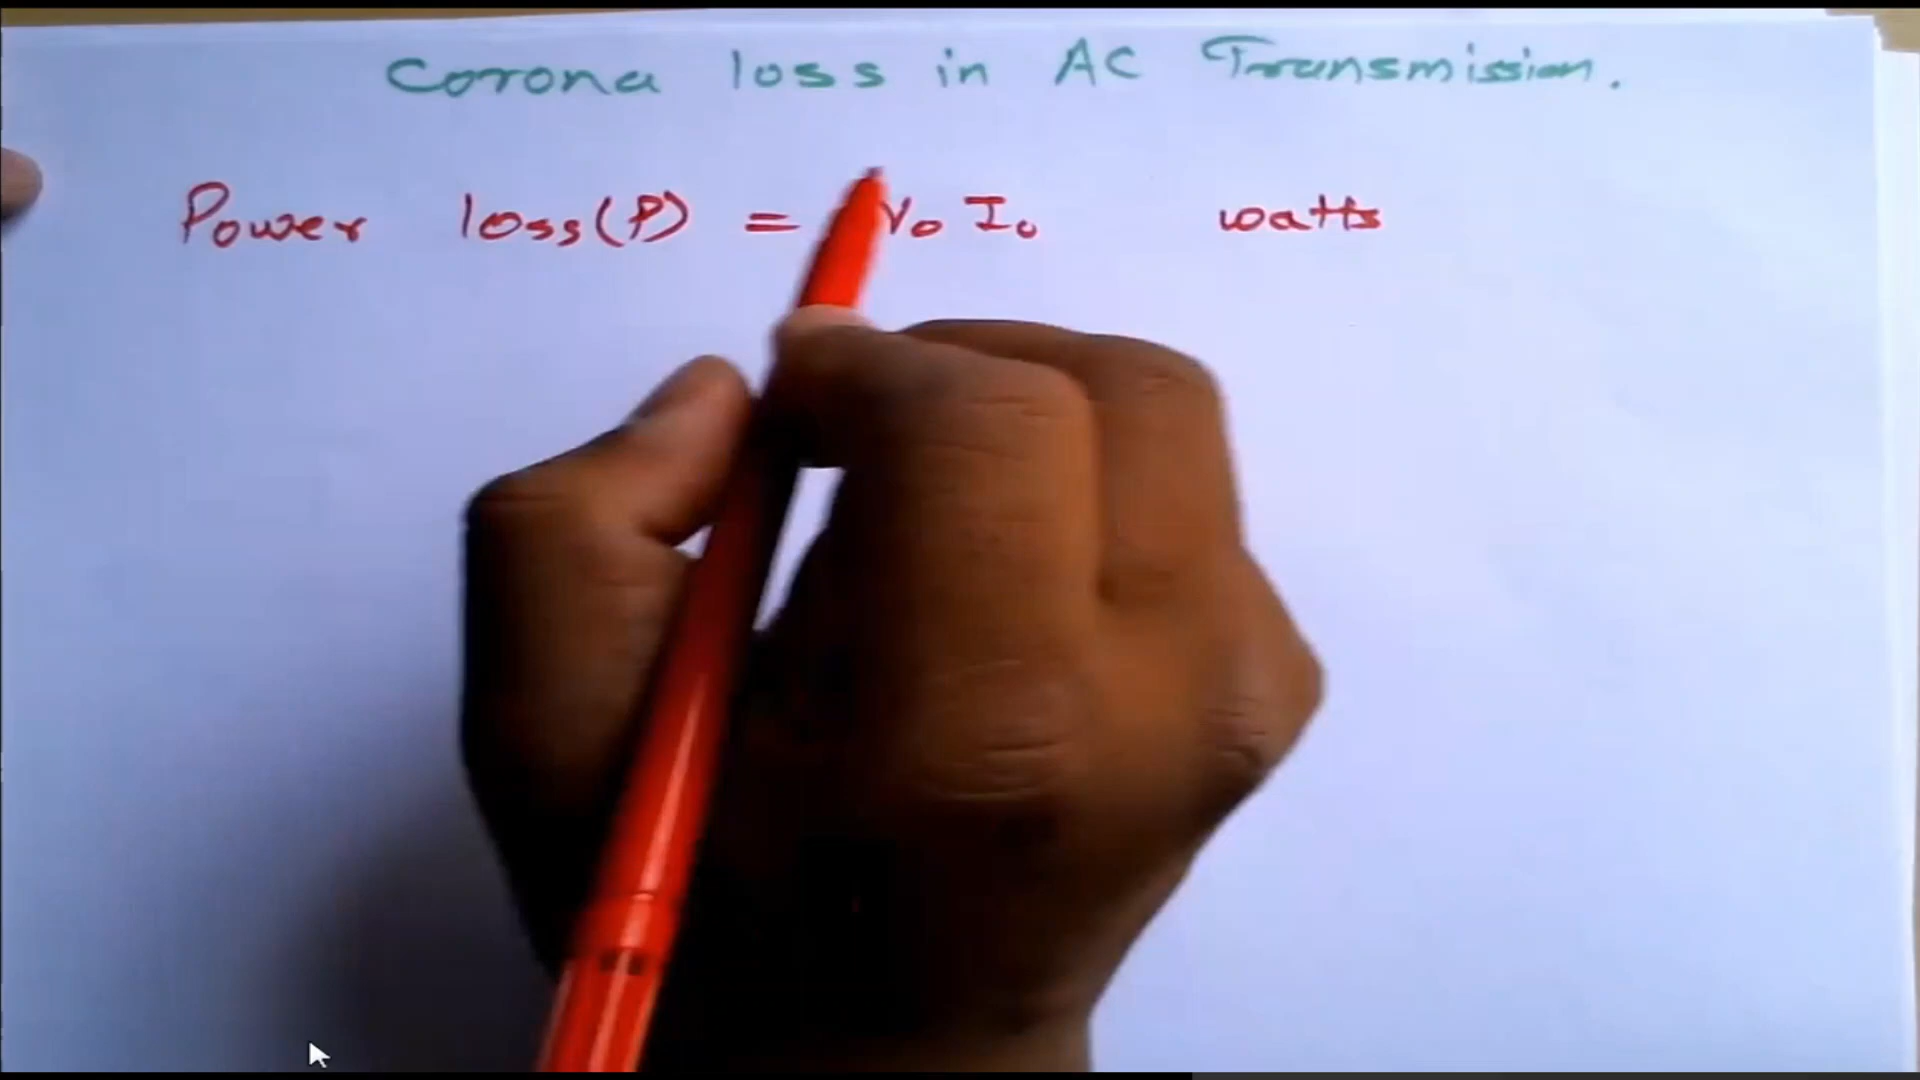 Corona loss in AC Transmission.
Power loss(P) = V₀ I₀ watts